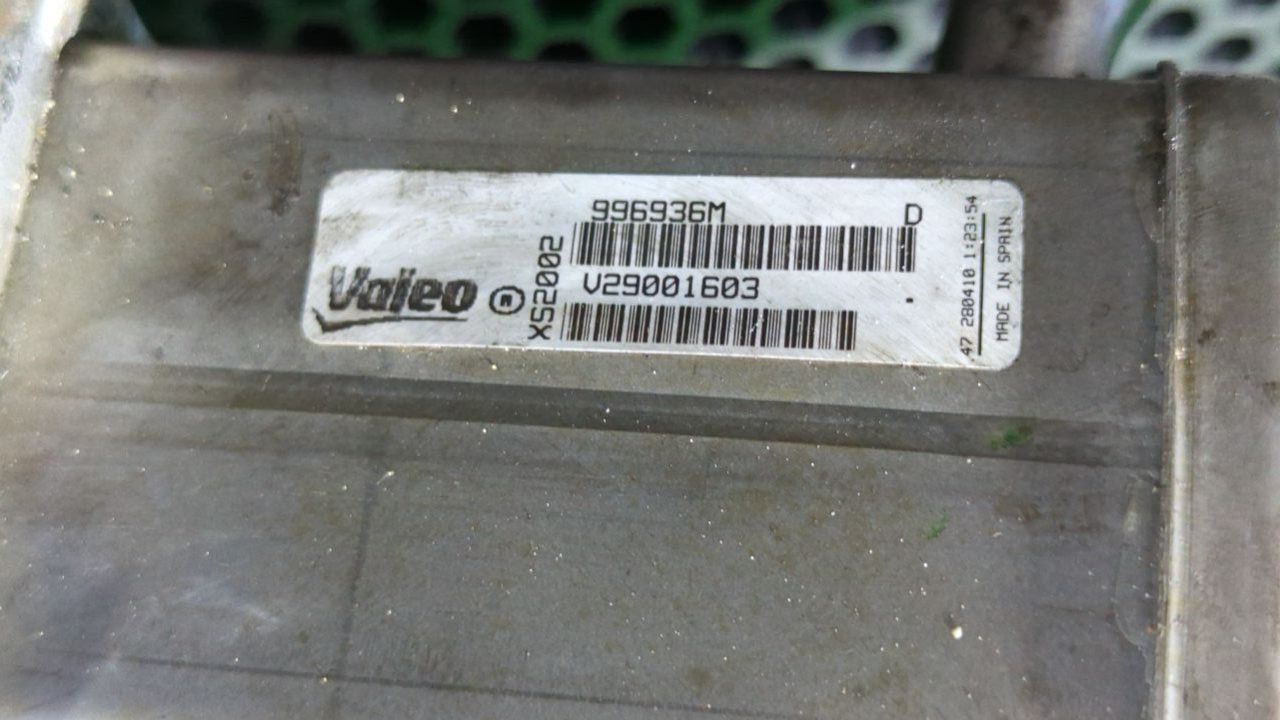 Valeo
M
XS2002
996936M
D
V29001603
47 280410 1:23:54
MADE IN SPAIN